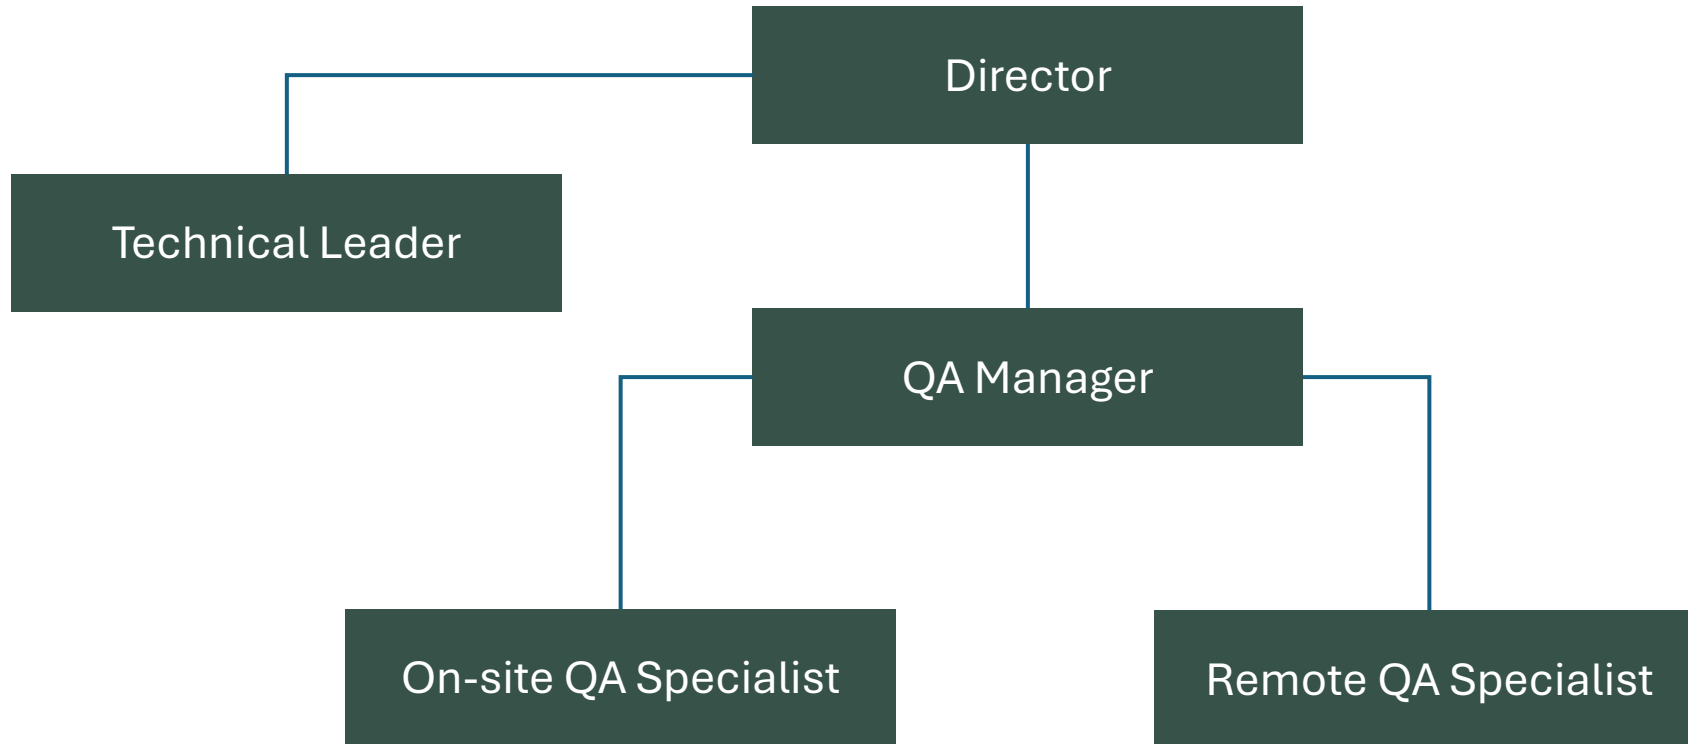 Director
Technical Leader
QA Manager
On-site QA Specialist
Remote QA Specialist